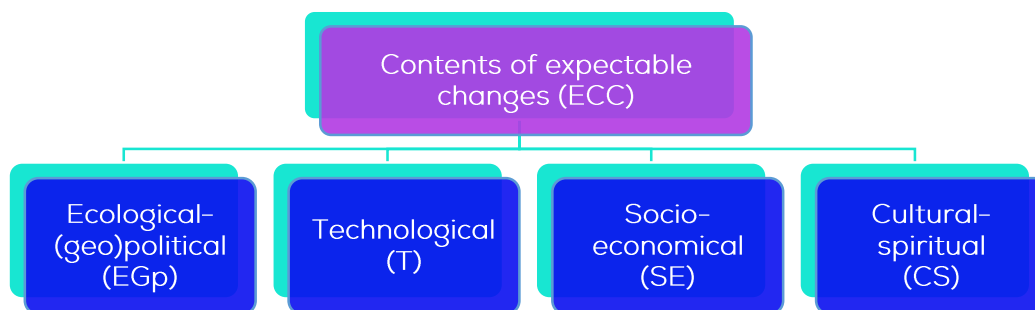 Contents of expectable
changes (ECC)
Ecological-
(geo)political
(EGp)
Technological
(T)
Socio-
economical
(SE)
Cultural-
spiritual
(CS)